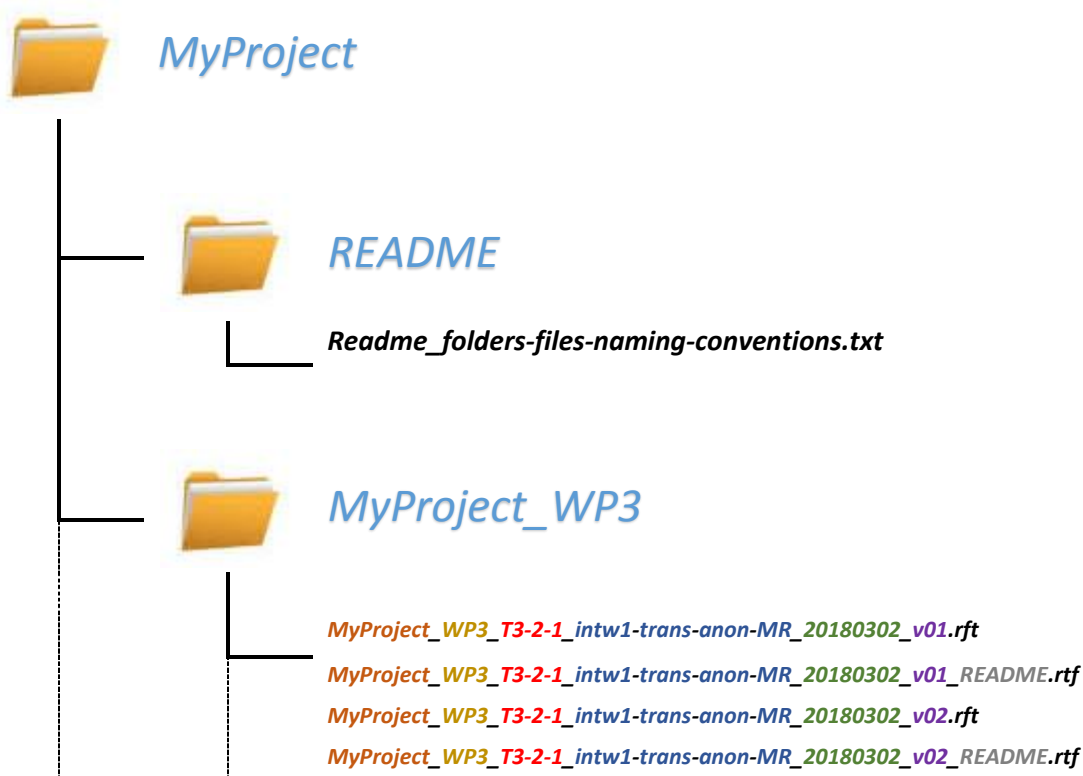 MyProject
README
Readme_folders-files-naming-conventions.txt
MyProject_WP3
MyProject_WP3_T3-2-1_intw1-trans-anon-MR_20180302_v01.rft
MyProject_WP3_T3-2-1_intw1-trans-anon-MR_20180302_v01_README.rtf
MyProject_WP3_T3-2-1_intw1-trans-anon-MR_20180302_v02.rft
MyProject_WP3_T3-2-1_intw1-trans-anon-MR_20180302_v02_README.rtf